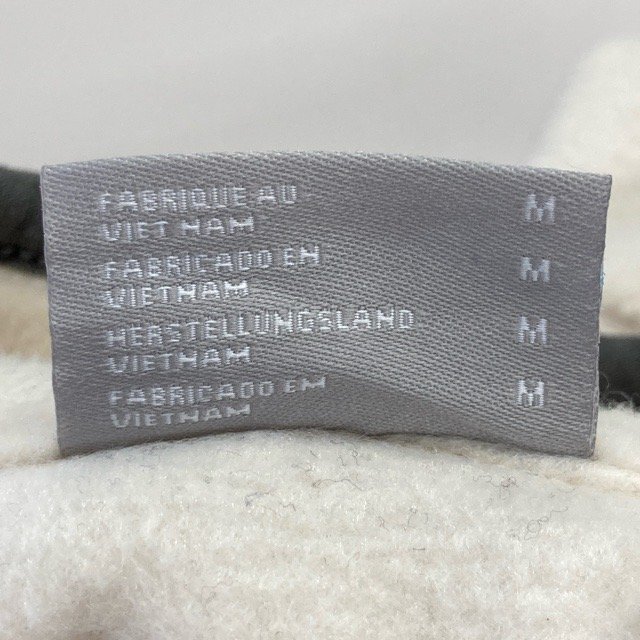 FABRIQUE AU M
VIET NAM
FABRICADO EN M
VIETNAM
HERSTELLUNGSLAND M
VIETNAM
FABRICADO EM M
VIETNAM